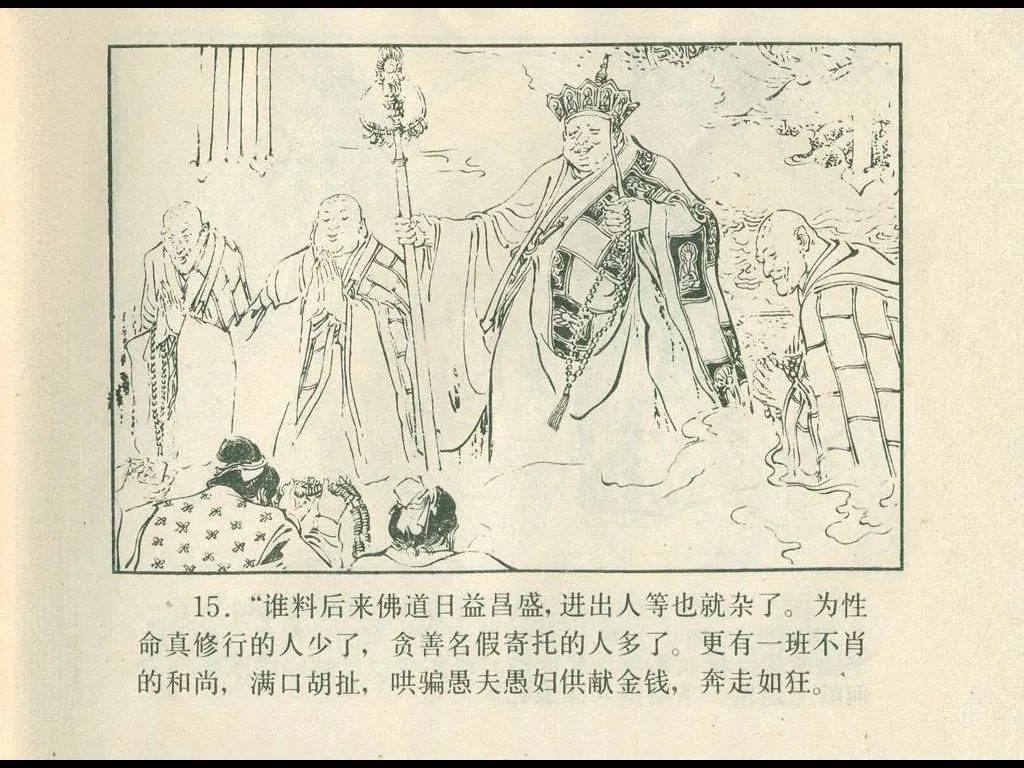 15. “谁料后来佛道日益昌盛，进出人等也就杂了。为性
命真修行的人少了，贪善名假寄托的人多了。更有一班不肖
的和尚，满口胡扯，哄骗愚夫愚妇供献金钱，奔走如狂。